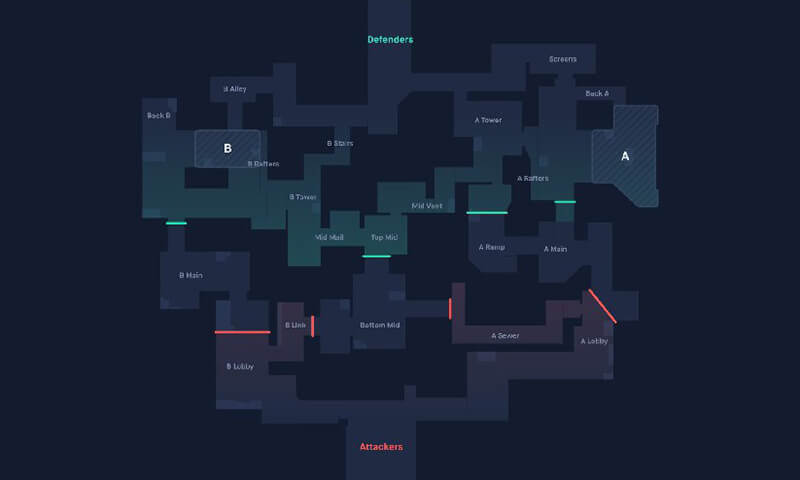 Defenders
Screens
B Alley
Back A
Back B
A Tower
B Stairs
B
A
B Rafters
A Rafters
B Tower
Mid Vent
Mid Mail
Top Mid
A Ramp
A Main
B Main
B Link
Bottom Mid
A Sewer
A Lobby
B Lobby
Attackers